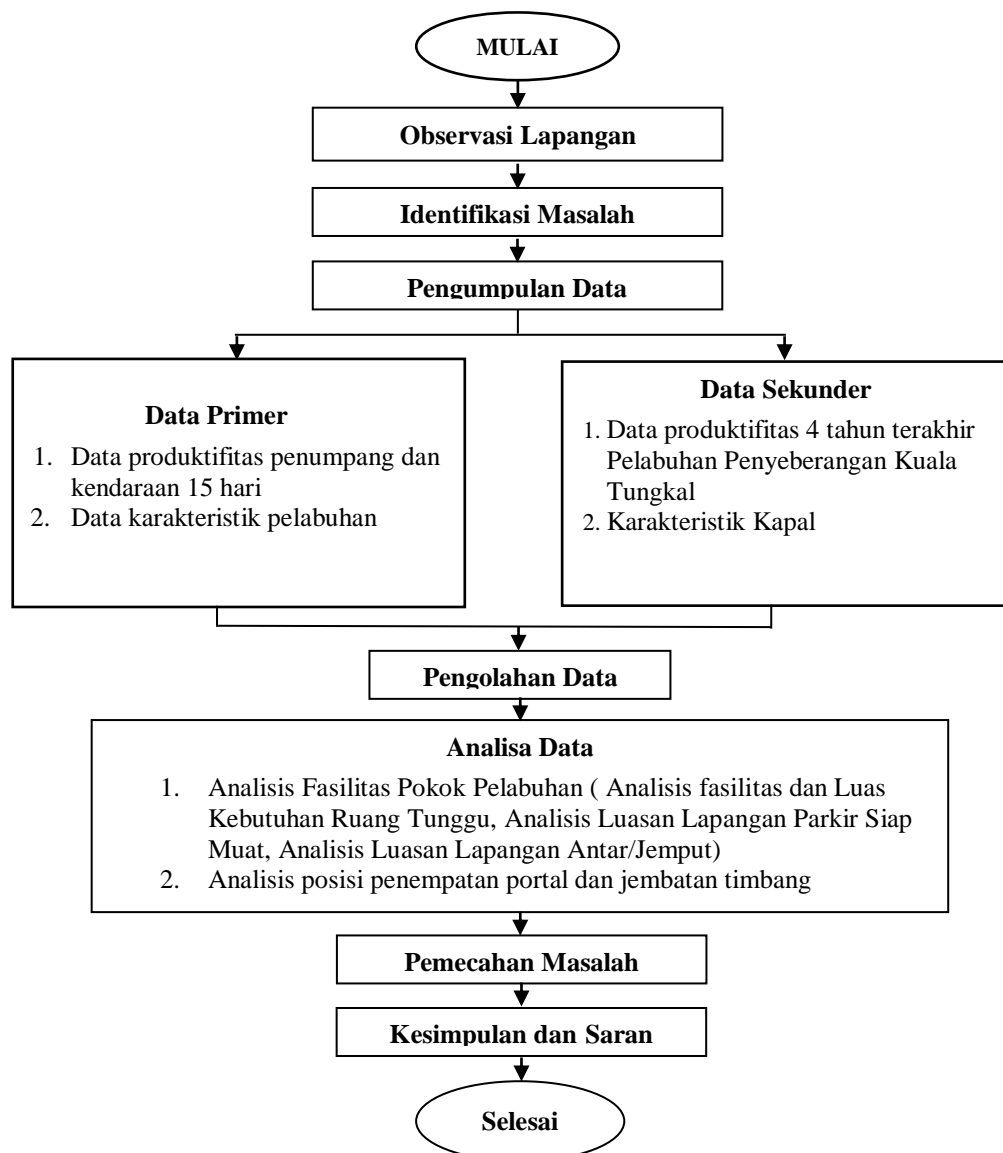 MULAI
Observasi Lapangan
Identifikasi Masalah
Pengumpulan Data
Data Primer
1. Data produktifitas penumpang dan
kendaraan 15 hari
2. Data karakteristik pelabuhan
Data Sekunder
1. Data produktifitas 4 tahun terakhir
Pelabuhan Penyeberangan Kuala
Tungkal
2. Karakteristik Kapal
Pengolahan Data
Analisa Data
1. Analisis Fasilitas Pokok Pelabuhan ( Analisis fasilitas dan Luas
Kebutuhan Ruang Tunggu, Analisis Luasan Lapangan Parkir Siap
Muat, Analisis Luasan Lapangan Antar/Jemput)
2. Analisis posisi penempatan portal dan jembatan timbang
Pemecahan Masalah
Kesimpulan dan Saran
Selesai